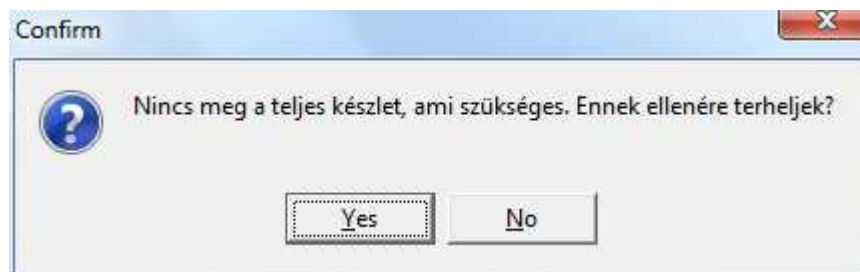 Confirm
Nincs meg a teljes készlet, ami szükséges. Ennek ellenére terheljek?
Yes
No